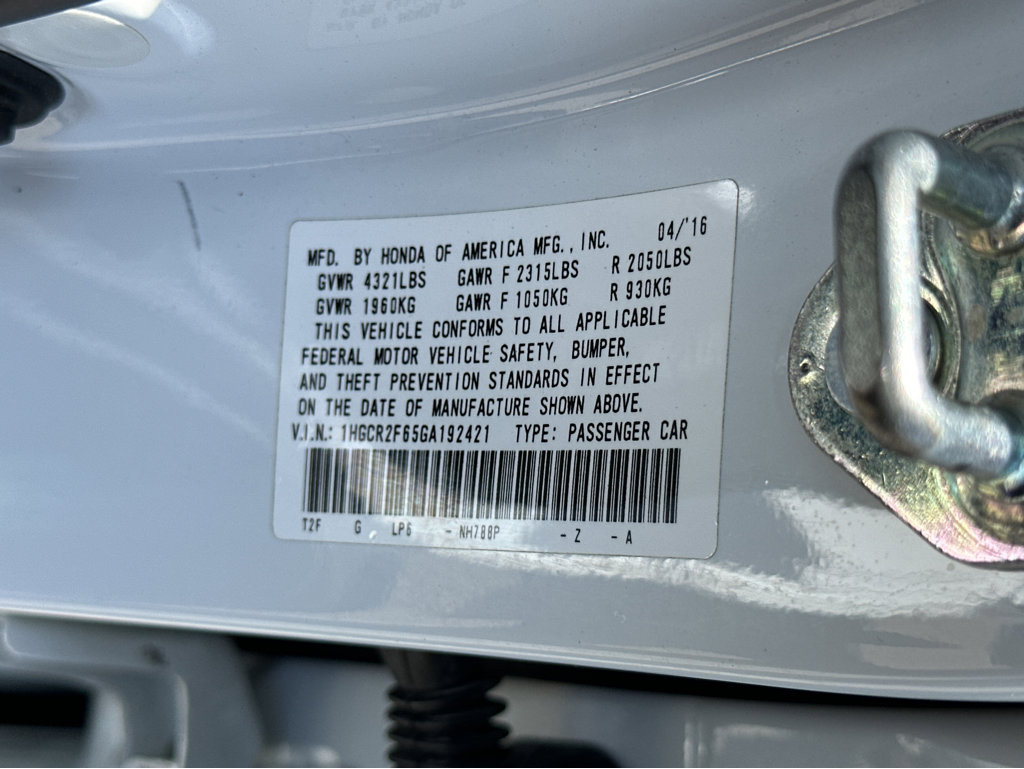 MFD. BY HONDA OF AMERICA MFG., INC. 04/'16
GVWR 4321LBS GAWR F 2315LBS R 2050LBS
GVWR 1960KG GAWR F 1050KG R 930KG
THIS VEHICLE CONFORMS TO ALL APPLICABLE
FEDERAL MOTOR VEHICLE SAFETY, BUMPER,
AND THEFT PREVENTION STANDARDS IN EFFECT
ON THE DATE OF MANUFACTURE SHOWN ABOVE.
V.I.N.: 1HGCR2F65GA192421 TYPE: PASSENGER CAR
T2F G LP6 - NH788P - Z - A